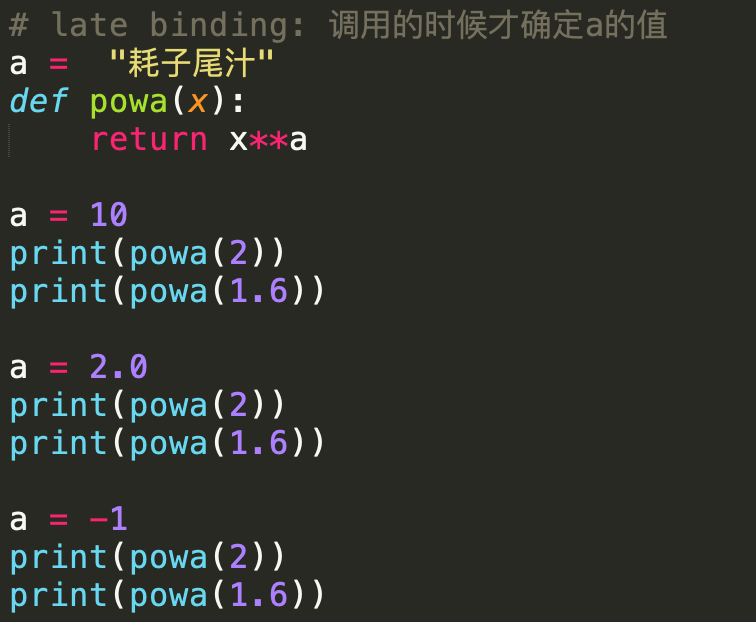 # late binding: 调用的时候才确定a的值
a =  "耗子尾汁"
def powa(x):
    return x**a
a = 10
print(powa(2))
print(powa(1.6))
a = 2.0
print(powa(2))
print(powa(1.6))
a = -1
print(powa(2))
print(powa(1.6))